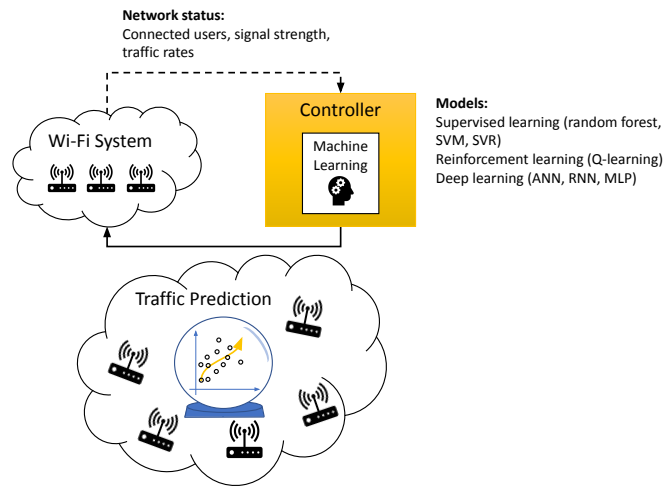 Network status:
Connected users, signal strength,
traffic rates
Controller
Machine
Learning
Models:
Supervised learning (random forest,
SVM, SVR)
Reinforcement learning (Q-learning)
Deep learning (ANN, RNN, MLP)
Wi-Fi System
Traffic Prediction